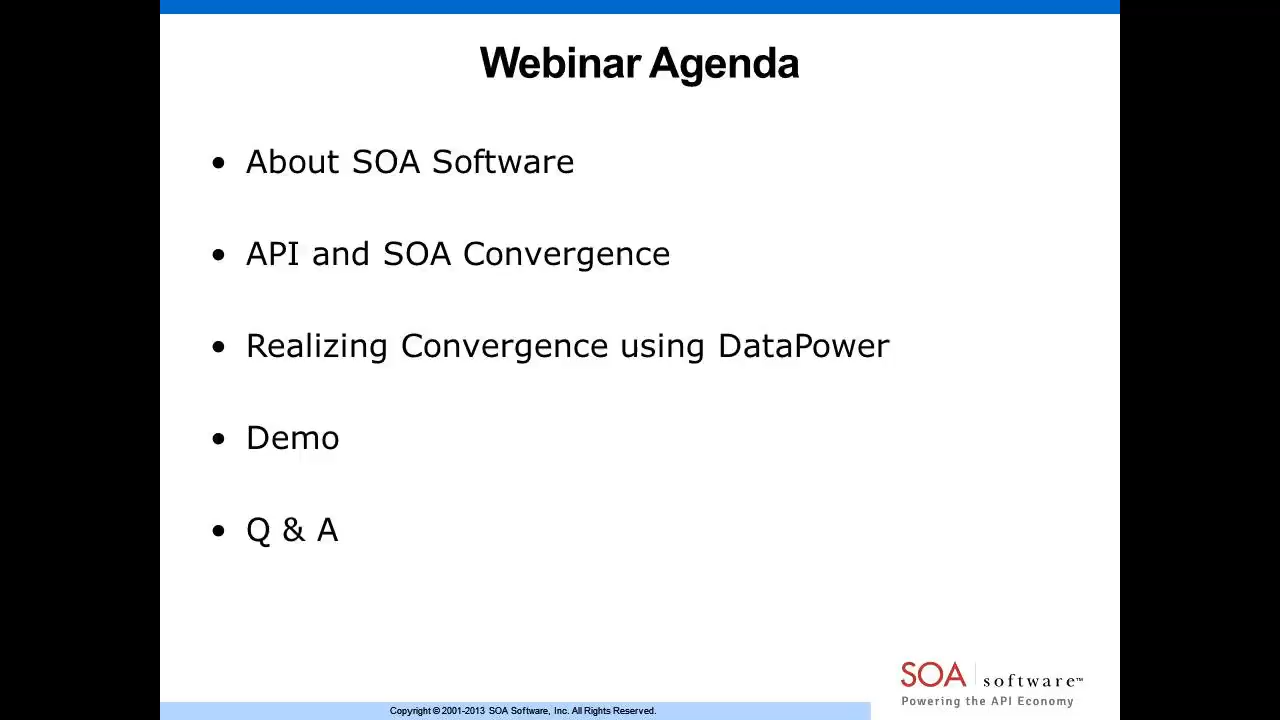 Webinar Agenda
• About SOA Software
• API and SOA Convergence
• Realizing Convergence using DataPower
• Demo
• Q & A
SOA software™
Powering the API Economy
Copyright © 2001-2013 SOA Software, Inc. All Rights Reserved.